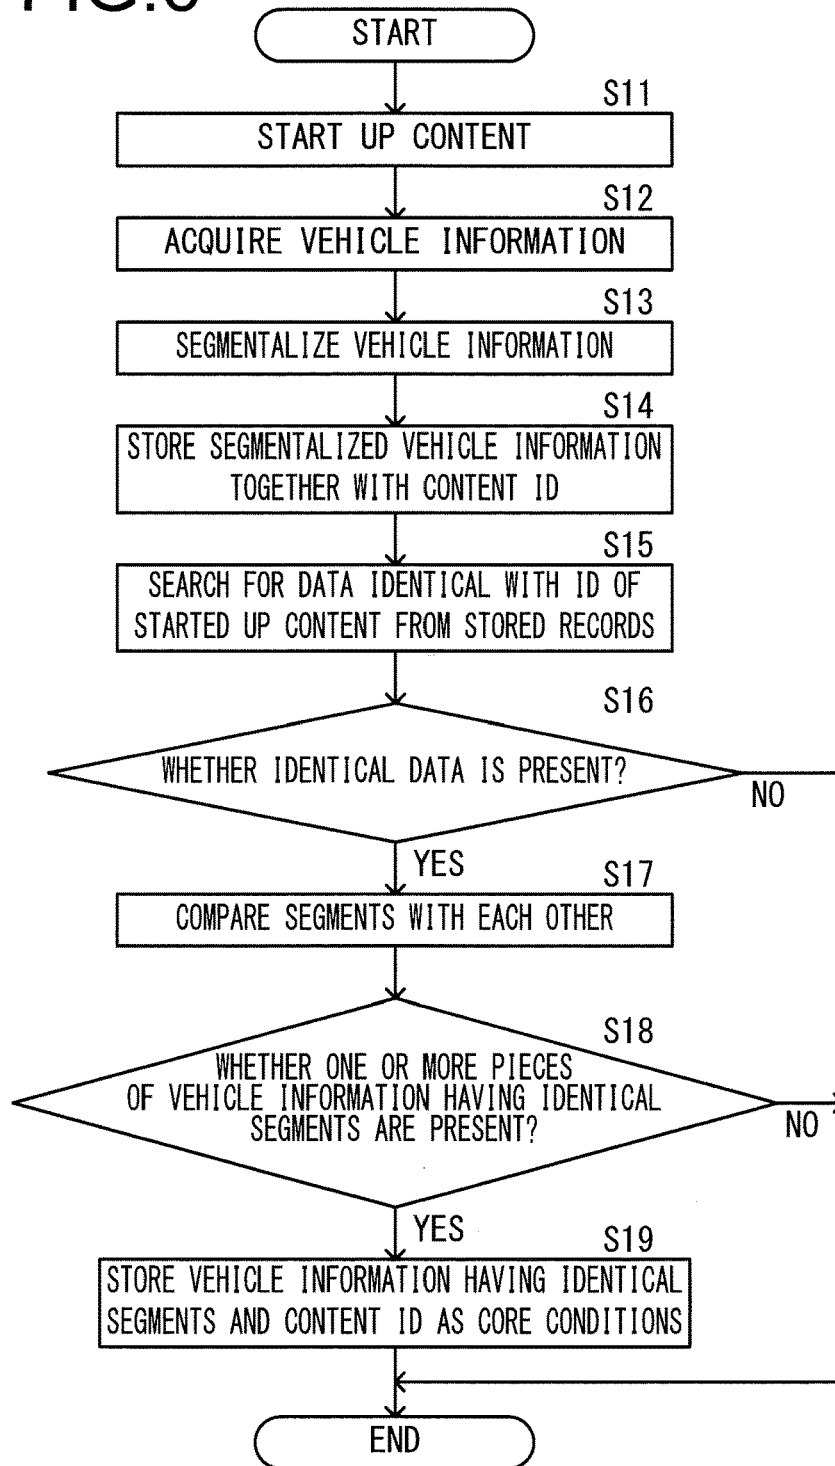 START
S11
START UP CONTENT
S12
ACQUIRE VEHICLE INFORMATION
S13
SEGMENTALIZE VEHICLE INFORMATION
S14
STORE SEGMENTALIZED VEHICLE INFORMATION
TOGETHER WITH CONTENT ID
S15
SEARCH FOR DATA IDENTICAL WITH ID OF
STARTED UP CONTENT FROM STORED RECORDS
S16
WHETHER IDENTICAL DATA IS PRESENT?
NO
YES
S17
COMPARE SEGMENTS WITH EACH OTHER
S18
WHETHER ONE OR MORE PIECES
OF VEHICLE INFORMATION HAVING IDENTICAL
SEGMENTS ARE PRESENT?
NO
YES
S19
STORE VEHICLE INFORMATION HAVING IDENTICAL
SEGMENTS AND CONTENT ID AS CORE CONDITIONS
END